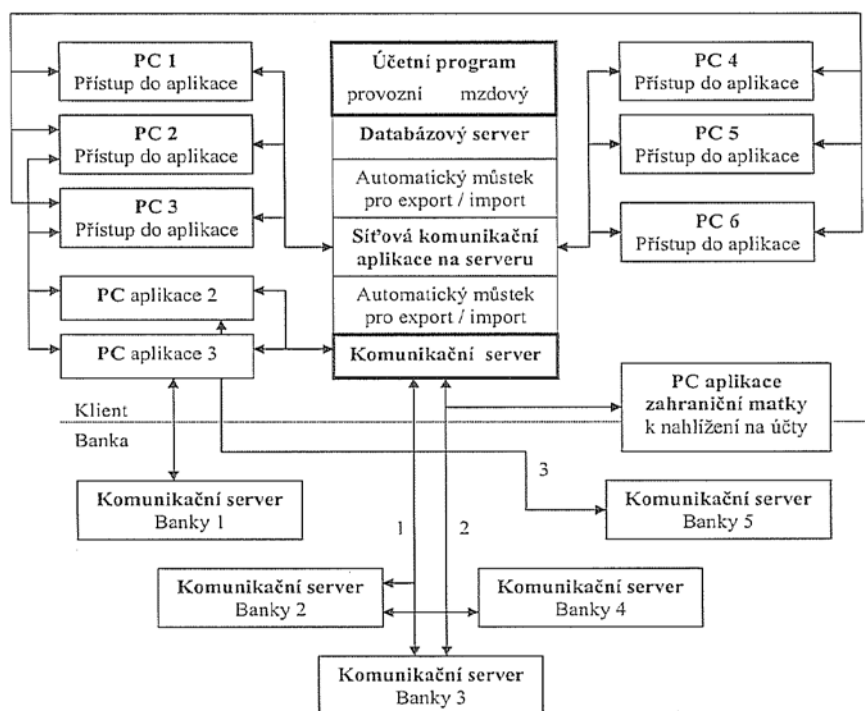 PC 1
Přístup do aplikace
PC 2
Přístup do aplikace
PC 3
Přístup do aplikace
PC aplikace 2
PC aplikace 3
Účetní program
provozní mzdový
Databázový server
Automatický můstek
pro export / import
Síťová komunikační
aplikace na serveru
Automatický můstek
pro export / import
Komunikační server
PC 4
Přístup do aplikace
PC 5
Přístup do aplikace
PC 6
Přístup do aplikace
PC aplikace
zahraniční matky
k nahlížení na účty
Klient
Banka
3
1
2
Komunikační server
Banky 1
Komunikační server
Banky 5
Komunikační server
Banky 2
Komunikační server
Banky 4
Komunikační server
Banky 3